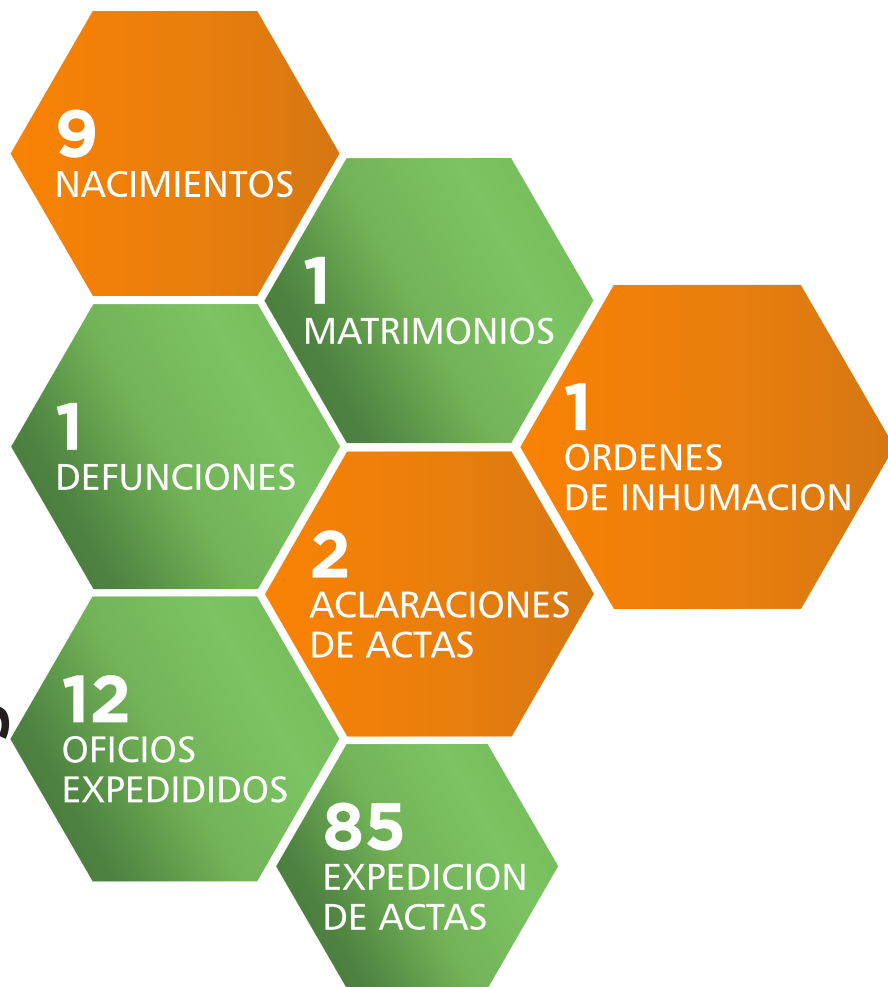 9
NACIMIENTOS
1
MATRIMONIOS
1
DEFUNCIONES
1
ORDENES
DE INHUMACION
2
ACLARACIONES
DE ACTAS
12
OFICIOS
EXPEDIDIDOS
85
EXPEDICION
DE ACTAS